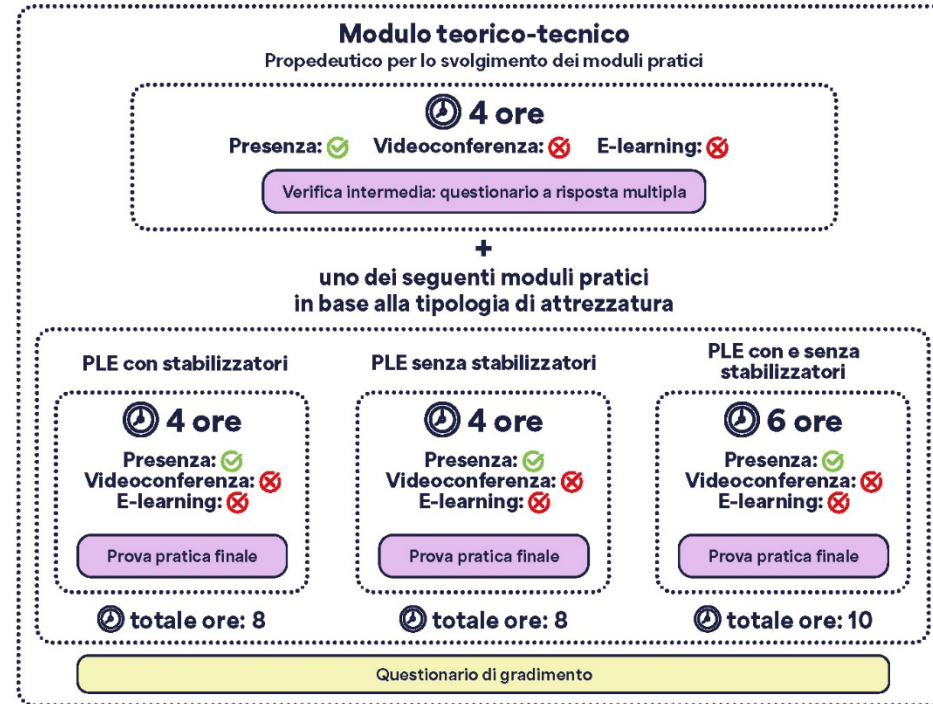 Modulo teorico-tecnico
Propedeutico per lo svolgimento dei moduli pratici
4 ore
Presenza: Videoconferenza: E-learning:
Verifica intermedia: questionario a risposta multipla
+
uno dei seguenti moduli pratici
in base alla tipologia di attrezzatura
PLE con stabilizzatori
4 ore
Presenza:
Videoconferenza:
E-learning:
Prova pratica finale
totale ore: 8
PLE senza stabilizzatori
4 ore
Presenza:
Videoconferenza:
E-learning:
Prova pratica finale
totale ore: 8
PLE con e senza
stabilizzatori
6 ore
Presenza:
Videoconferenza:
E-learning:
Prova pratica finale
totale ore: 10
Questionario di gradimento